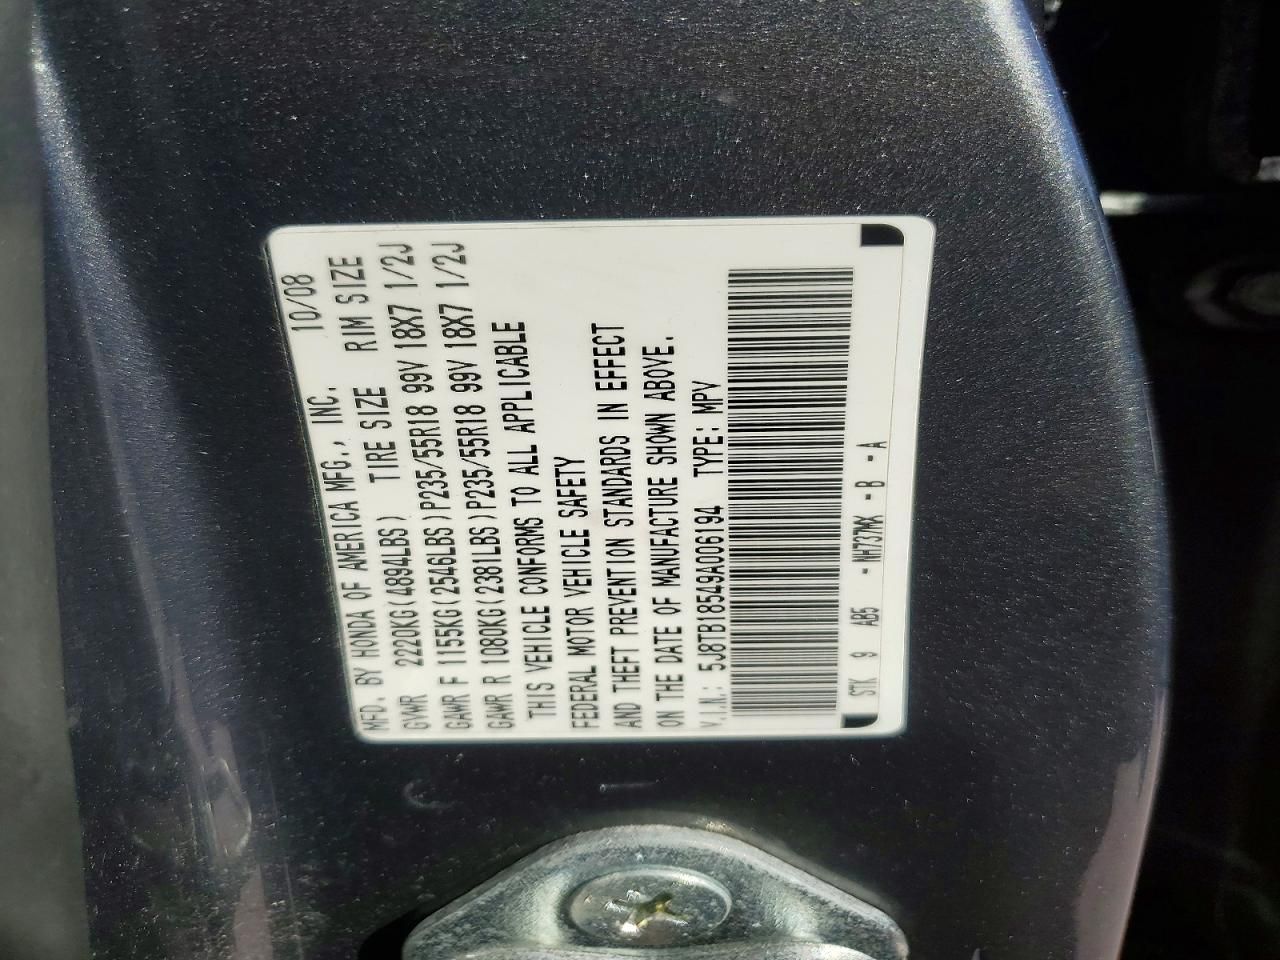 MFD. BY HONDA OF AMERICA MFG., INC. 10/08
GVWR 2220KG(4894LBS) TIRE SIZE RIM SIZE
GAWR F 1155KG(2546LBS)P235/55R18 99V 18X7 1/2J
GAWR R 1080KG(2381LBS)P235/55R18 99V 18X7 1/2J
THIS VEHICLE CONFORMS TO ALL APPLICABLE
FEDERAL MOTOR VEHICLE SAFETY
AND THEFT PREVENTION STANDARDS IN EFFECT
ON THE DATE OF MANUFACTURE SHOWN ABOVE.
V.I.N.: 5J8TB18549A006194 TYPE: MPV
STK 9 AB5 - NH737MX - B - A